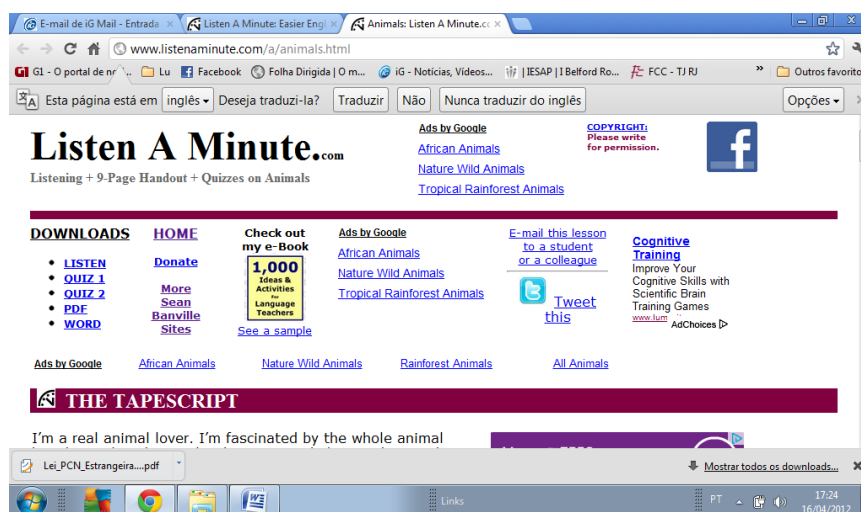 E-mail de iG Mail - Entrada
Listen A Minute: Easier Engl
Animals: Listen A Minute.co
www.listenaminute.com/a/animals.html
G1 G1 - O portal de no
Lu
Facebook
Folha Dirigida | O m...
iG - Notícias, Vídeos...
| IESAP | I Belford Ro...
FCC - TJ RJ
»
Outros favorito
Esta página está em inglês Deseja traduzi-la? Traduzir Não Nunca traduzir do inglês Opções
Listen A Minute.com
Listening + 9-Page Handout + Quizzes on Animals
Ads by Google
African Animals
Nature Wild Animals
Tropical Rainforest Animals
COPYRIGHT:
Please write
for permission.
f
DOWNLOADS
• LISTEN
• QUIZ 1
• QUIZ 2
• PDF
• WORD
HOME
Donate
More
Sean
Banville
Sites
Check out
my e-Book
1,000
Ideas &
Activities
for
Language
Teachers
See a sample
Ads by Google
African Animals
Nature Wild Animals
Tropical Rainforest Animals
E-mail this lesson
to a student
or a colleague
Tweet
this
Cognitive
Training
Improve Your
Cognitive Skills with
Scientific Brain
Training Games
AdChoices
Ads by Google African Animals Nature Wild Animals Rainforest Animals All Animals
THE TAPESCRIPT
I'm a real animal lover. I'm fascinated by the whole animal
Lei_PCN_Estrangeira....pdf
Mostrar todos os downloads...
Links
PT
17:24
16/04/2012